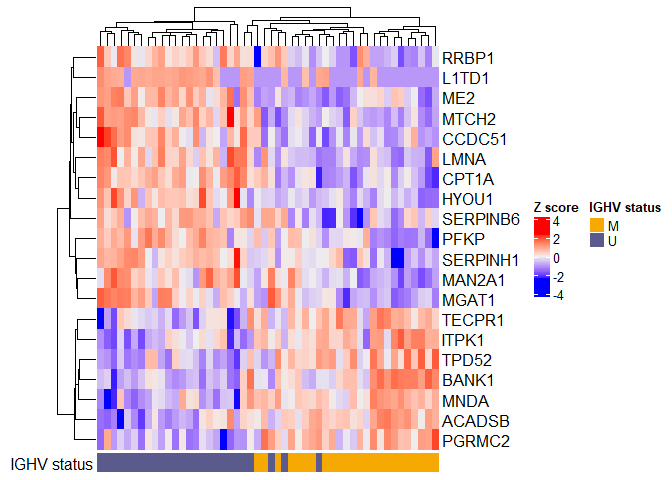 RRBP1
L1TD1
ME2
MTCH2
CCDC51
LMNA
CPT1A
HYOU1
SERPINB6
PFKP
SERPINH1
MAN2A1
MGAT1
TECPR1
ITPK1
TPD52
BANK1
MNDA
ACADSB
PGRMC2
IGHV status
Z score
4
2
0
-2
-4
IGHV status
M
U